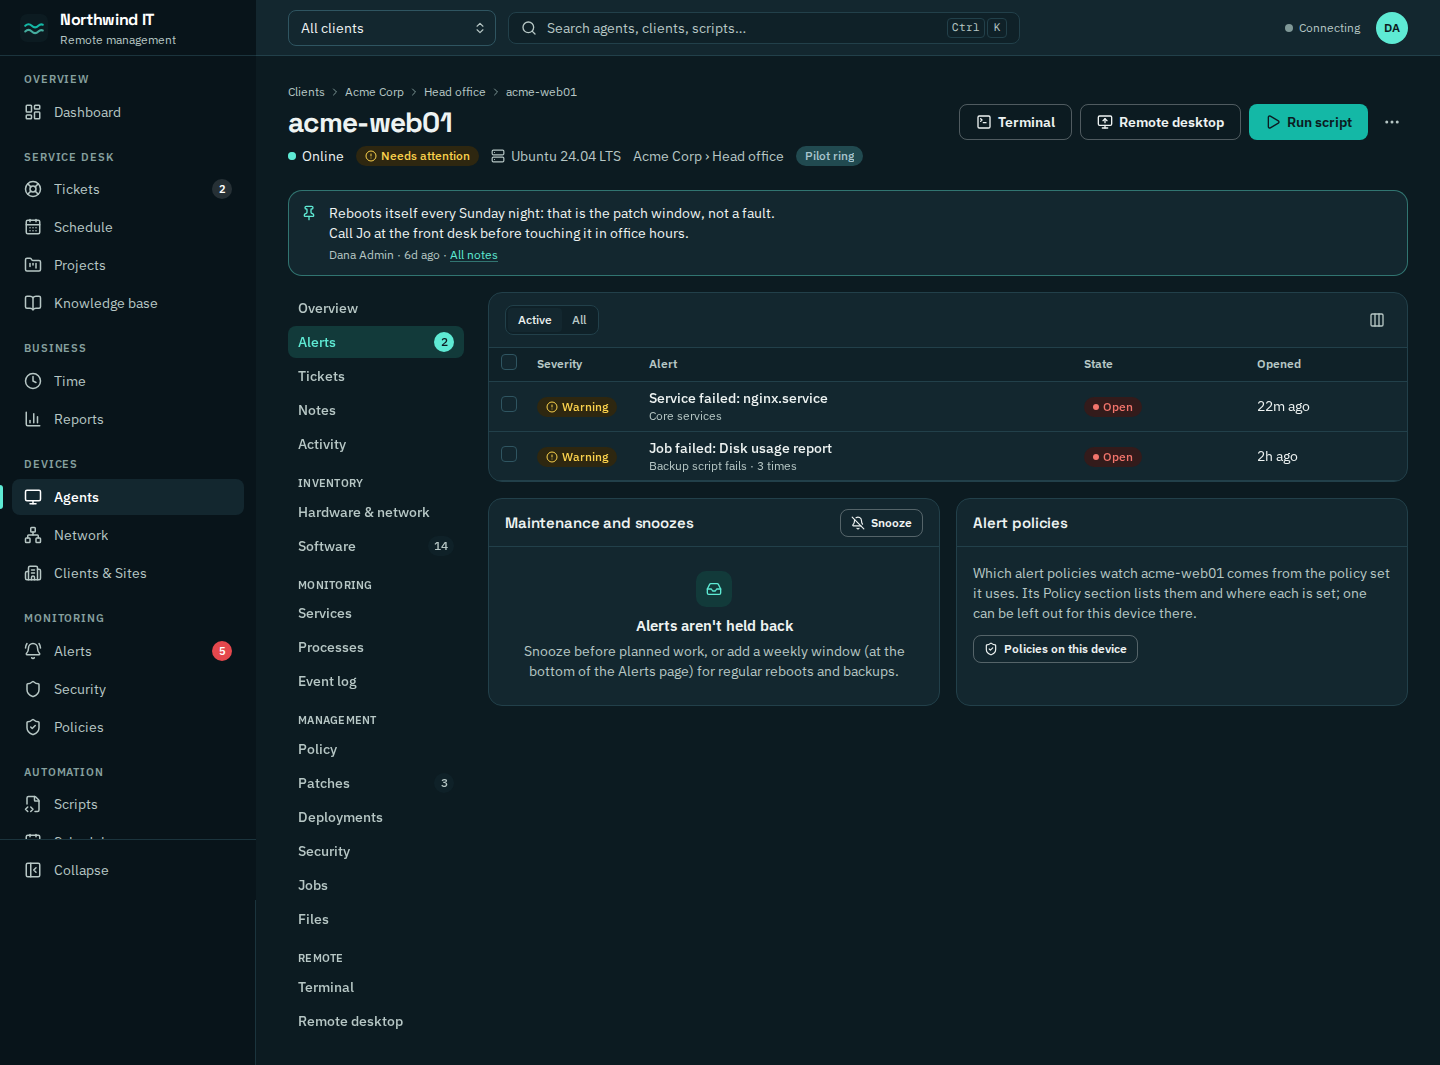 Northwind IT
Remote management
All clients
Search agents, clients, scripts...
Ctrl K
Connecting
DA
OVERVIEW
Dashboard
SERVICE DESK
Tickets 2
Schedule
Projects
Knowledge base
BUSINESS
Time
Reports
DEVICES
Agents
Network
Clients & Sites
MONITORING
Alerts 5
Security
Policies
AUTOMATION
Scripts
Collapse
Clients > Acme Corp > Head office > acme-web01
acme-web01
Online Needs attention Ubuntu 24.04 LTS Acme Corp › Head office Pilot ring
Terminal
Remote desktop
Run script
Reboots itself every Sunday night: that is the patch window, not a fault.
Call Jo at the front desk before touching it in office hours.
Dana Admin · 6d ago · All notes
Overview
Alerts 2
Tickets
Notes
Activity
INVENTORY
Hardware & network
Software 14
MONITORING
Services
Processes
Event log
MANAGEMENT
Policy
Patches 3
Deployments
Security
Jobs
Files
REMOTE
Terminal
Remote desktop
Active All
Severity Alert State Opened
Warning Service failed: nginx.service Open 22m ago
Core services
Warning Job failed: Disk usage report Open 2h ago
Backup script fails · 3 times
Maintenance and snoozes
Snooze
Alerts aren't held back
Snooze before planned work, or add a weekly window (at the
bottom of the Alerts page) for regular reboots and backups.
Alert policies
Which alert policies watch acme-web01 comes from the policy set
it uses. Its Policy section lists them and where each is set; one
can be left out for this device there.
Policies on this device